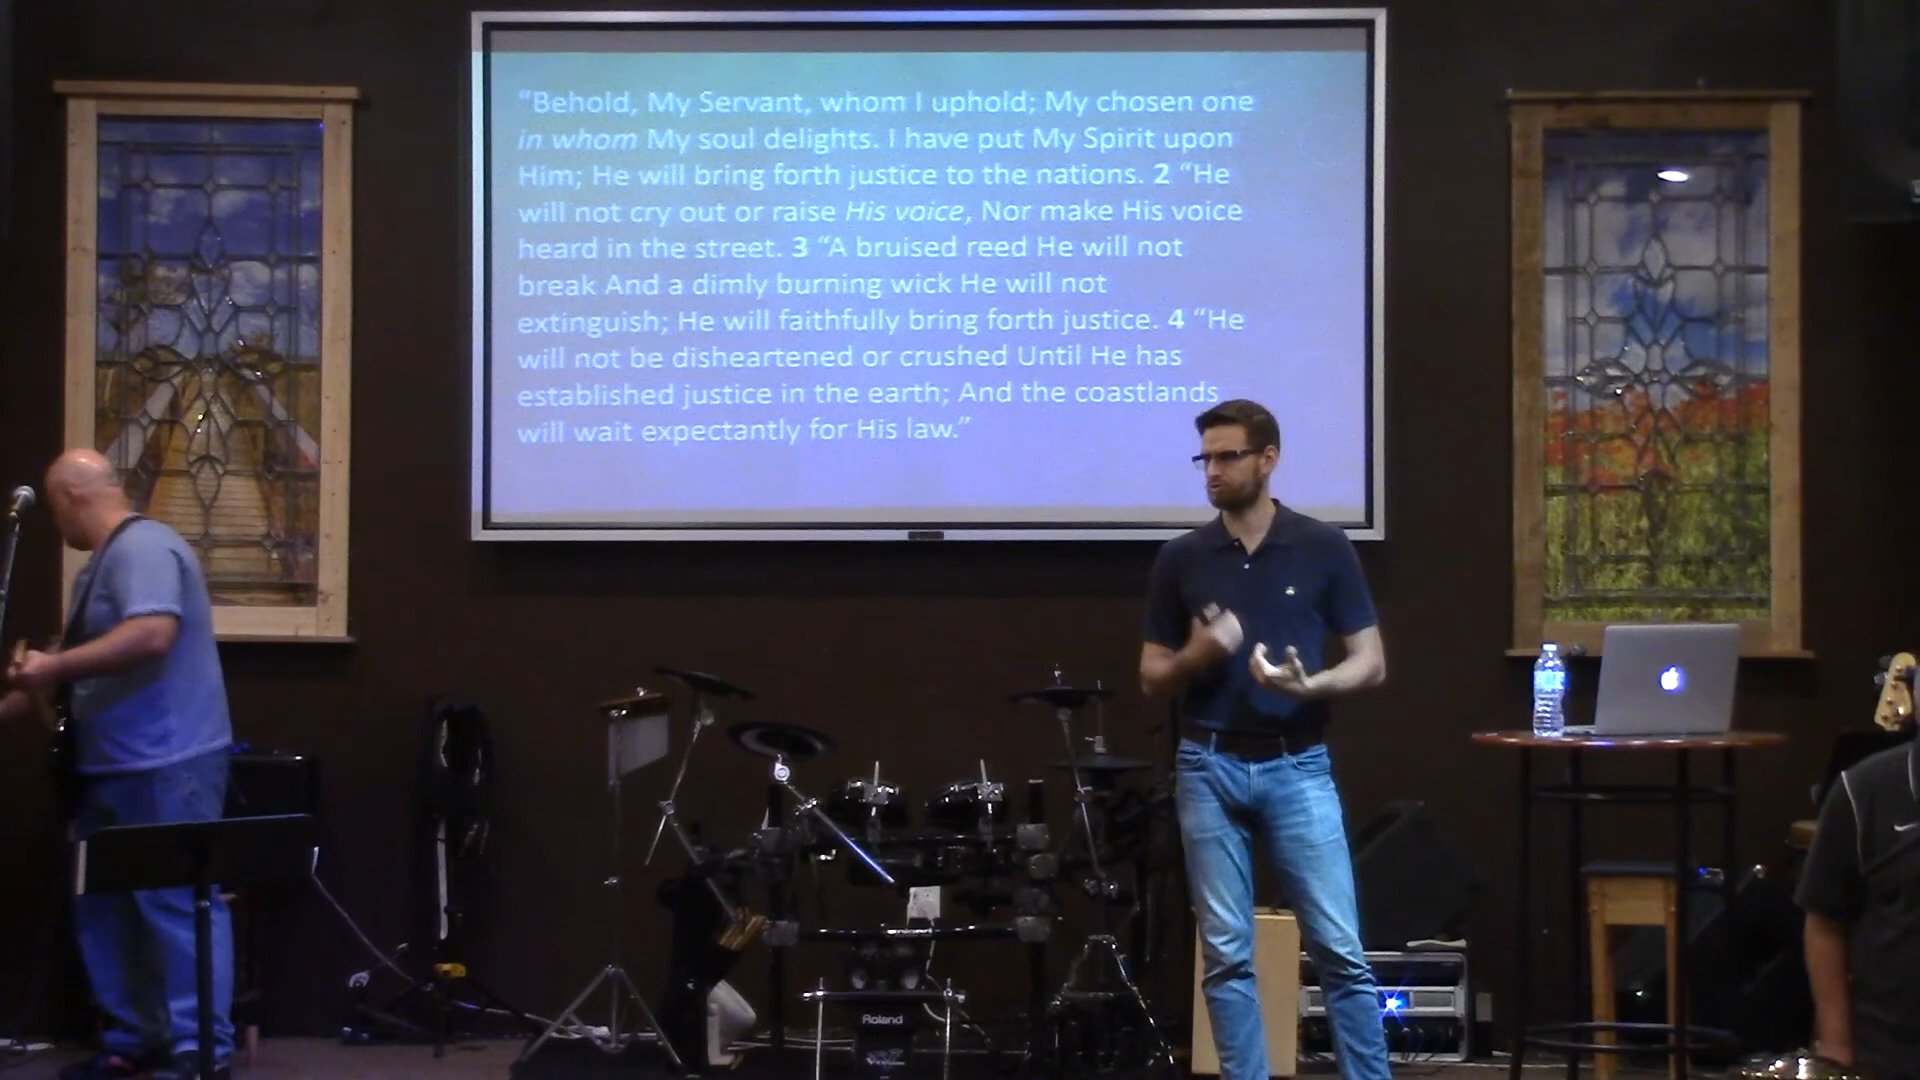 “Behold, My Servant, whom I uphold; My chosen one
in whom My soul delights. I have put My Spirit upon
Him; He will bring forth justice to the nations. 2 “He
will not cry out or raise His voice, Nor make His voice
heard in the street. 3 “A bruised reed He will not
break And a dimly burning wick He will not
extinguish; He will faithfully bring forth justice. 4 “He
will not be disheartened or crushed Until He has
established justice in the earth; And the coastlands
will wait expectantly for His law.”
Roland